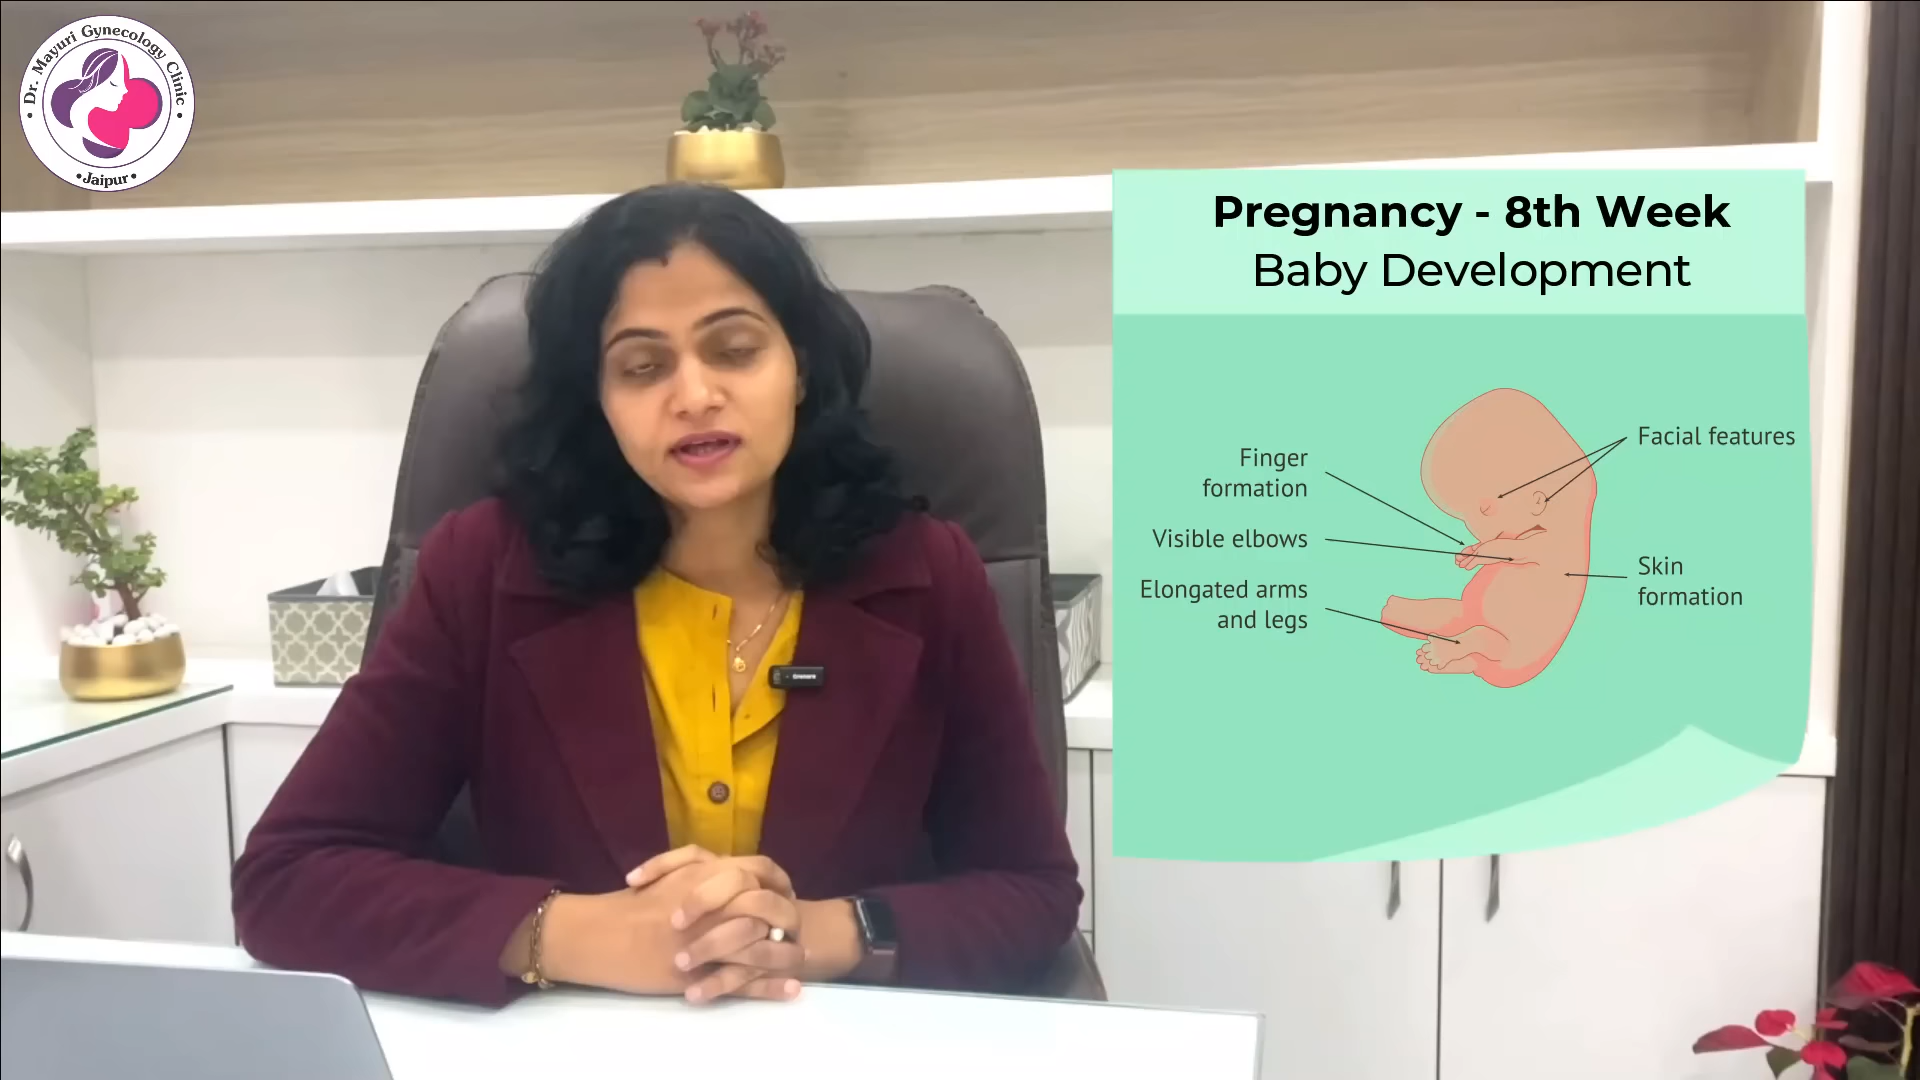 Dr. Mayuri Gynecology Clinic
Jaipur
Pregnancy - 8th Week
Baby Development
Finger
formation
Visible elbows
Elongated arms
and legs
Facial features
Skin
formation